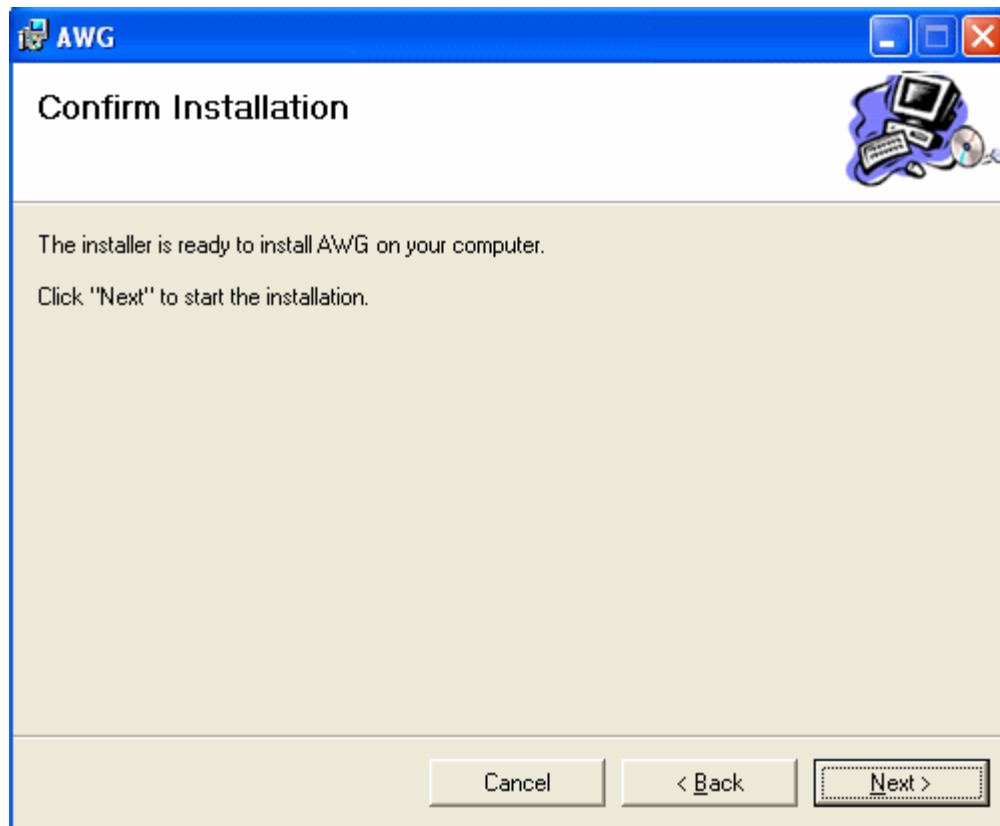 AWG
Confirm Installation
The installer is ready to install AWG on your computer.
Click "Next" to start the installation.
Cancel
< Back
Next >